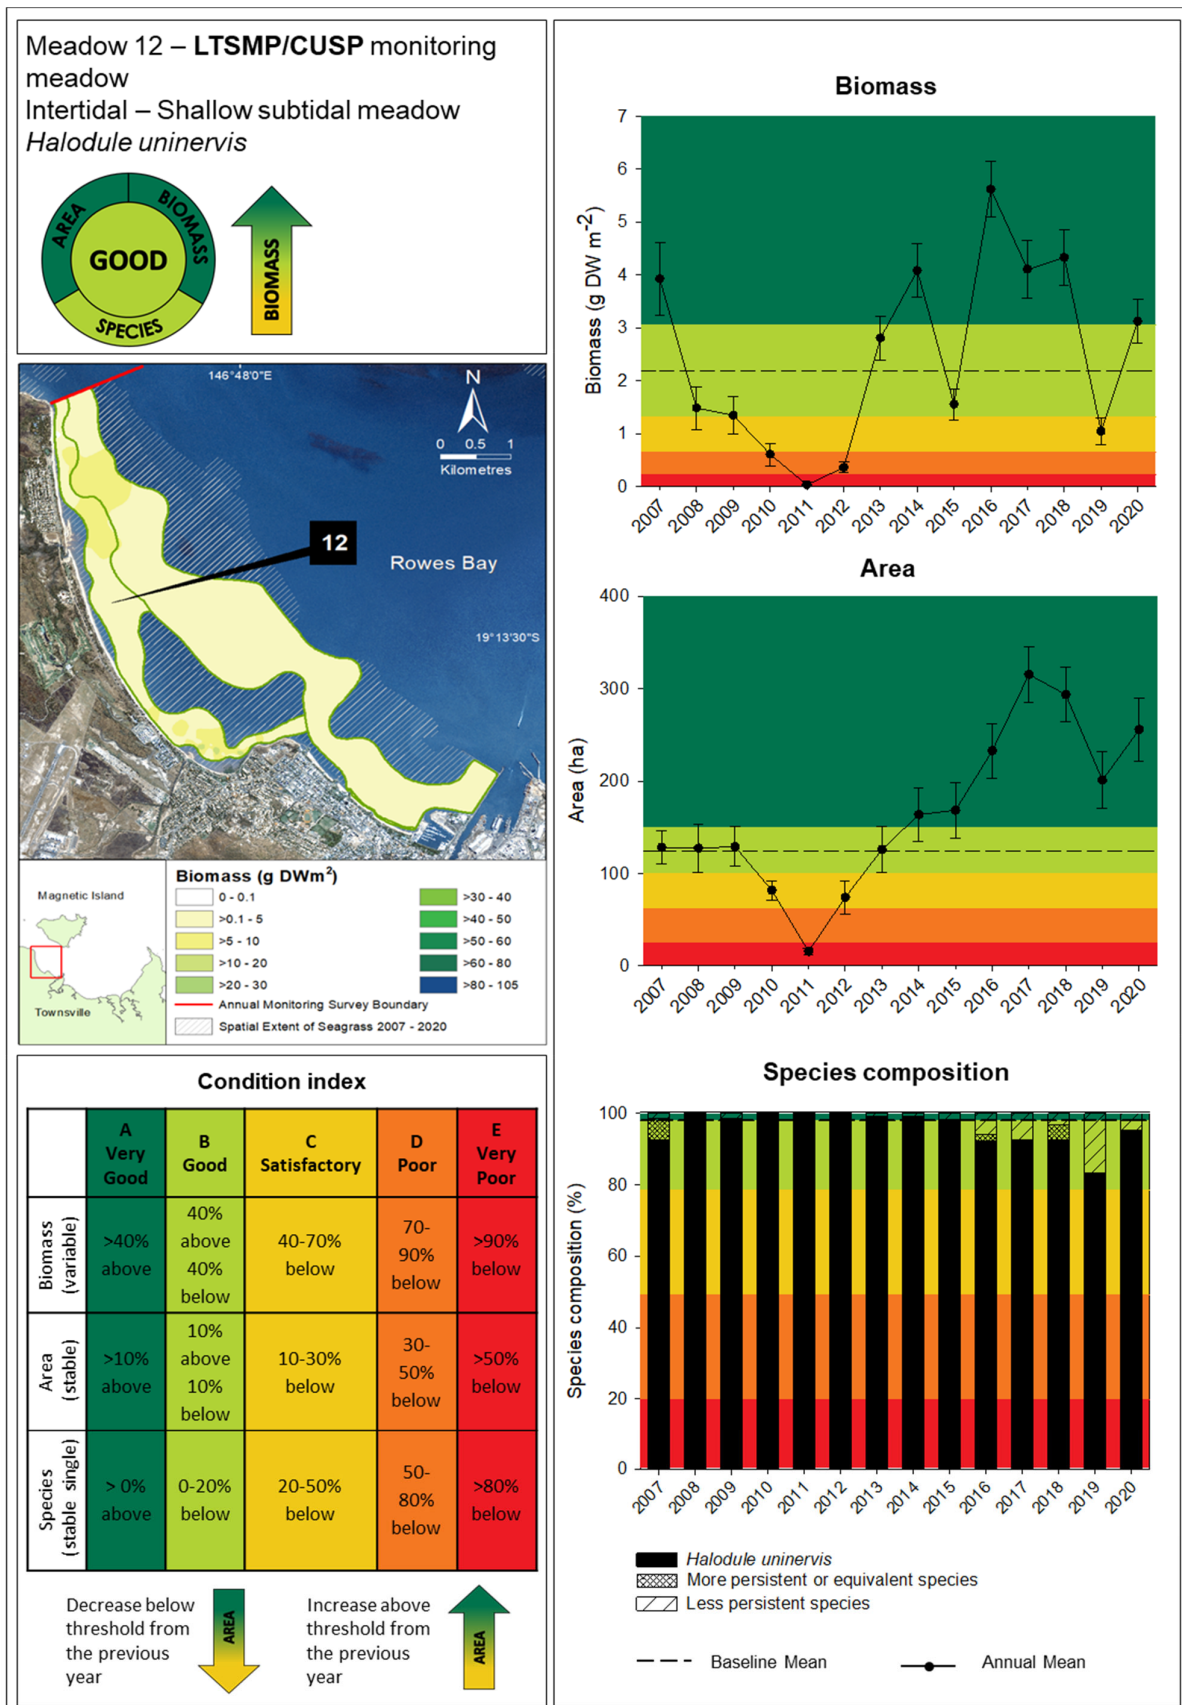 Meadow 12 – LTSMP/CUSP monitoring
meadow
Intertidal – Shallow subtidal meadow
Halodule uninervis
AREA
BIOMASS
GOOD
SPECIES
BIOMASS
146°48'0"E
N
0 0.5 1
Kilometres
12
Rowes Bay
19°13'30"S
Magnetic Island
Townsville
Biomass (g DWm2)
0 - 0.1
>0.1 - 5
>5 - 10
>10 - 20
>20 - 30
>30 - 40
>40 - 50
>50 - 60
>60 - 80
>80 - 105
Annual Monitoring Survey Boundary
Spatial Extent of Seagrass 2007 - 2020
Condition index
A
Very
Good
B
Good
C
Satisfactory
D
Poor
E
Very
Poor
Biomass
(variable)
>40%
above
40%
above
40%
below
40-70%
below
70-
90%
below
>90%
below
Area
(stable)
>10%
above
10%
above
10%
below
10-30%
below
30-
50%
below
>50%
below
Species
(stable single)
> 0%
above
0-20%
below
20-50%
below
50-
80%
below
>80%
below
Decrease below
threshold from
the previous
year
AREA
Increase above
threshold from
the previous
year
AREA
Biomass
Biomass (g DW m-2)
7
6
5
4
3
2
1
0
2007 2008 2009 2010 2011 2012 2013 2014 2015 2016 2017 2018 2019 2020
Area
Area (ha)
400
300
200
100
0
2007 2008 2009 2010 2011 2012 2013 2014 2015 2016 2017 2018 2019 2020
Species composition
Species composition (%)
100
80
60
40
20
0
2007 2008 2009 2010 2011 2012 2013 2014 2015 2016 2017 2018 2019 2020
Halodule uninervis
More persistent or equivalent species
Less persistent species
Baseline Mean
Annual Mean